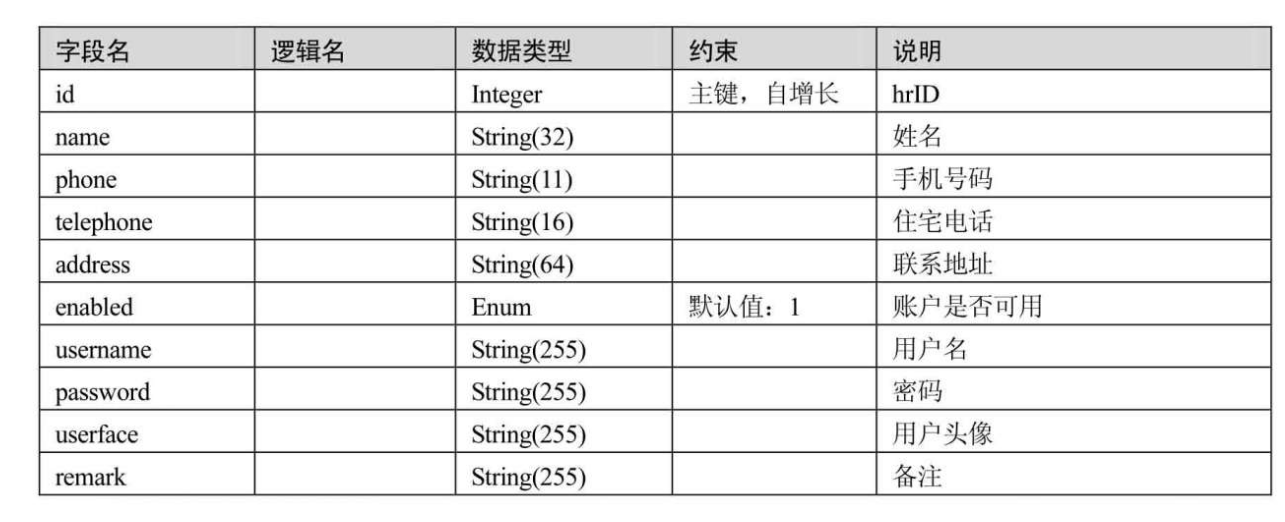 字段名 逻辑名 数据类型 约束 说明
id Integer 主键，自增长 hrID
name String(32) 姓名
phone String(11) 手机号码
telephone String(16) 住宅电话
address String(64) 联系地址
enabled Enum 默认值：1 账户是否可用
username String(255) 用户名
password String(255) 密码
userface String(255) 用户头像
remark String(255) 备注